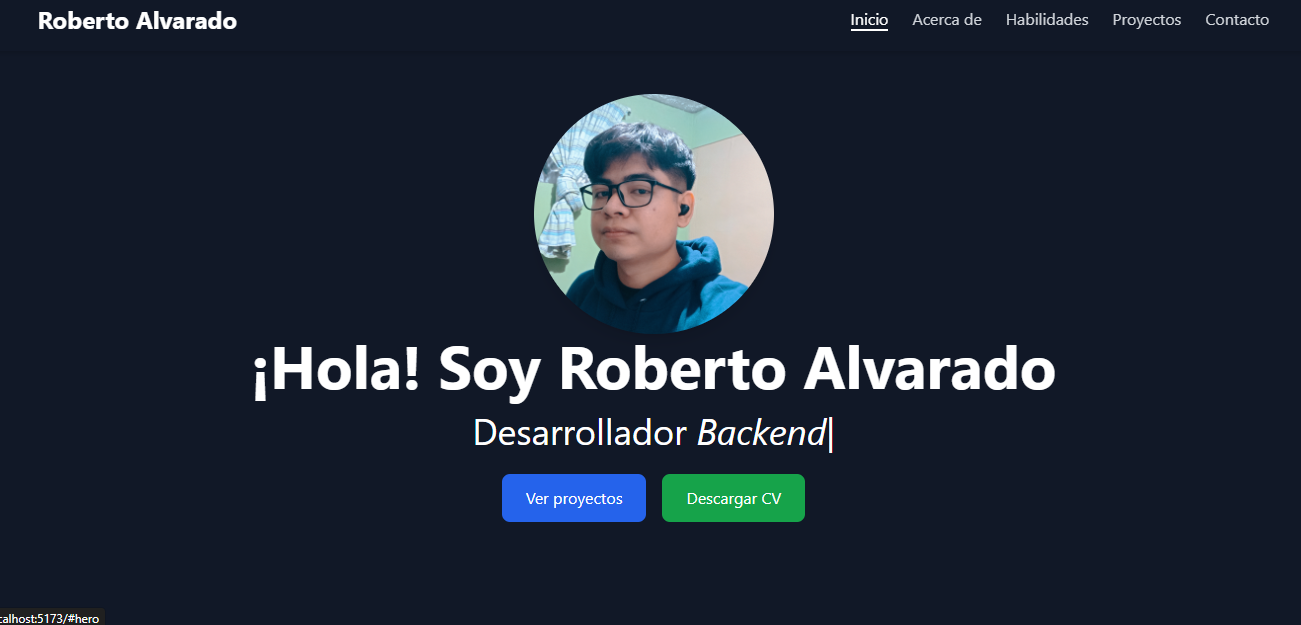 Roberto Alvarado
Inicio Acerca de Habilidades Proyectos Contacto
¡Hola! Soy Roberto Alvarado
Desarrollador Backend|
Ver proyectos Descargar CV
calhost:5173/#hero